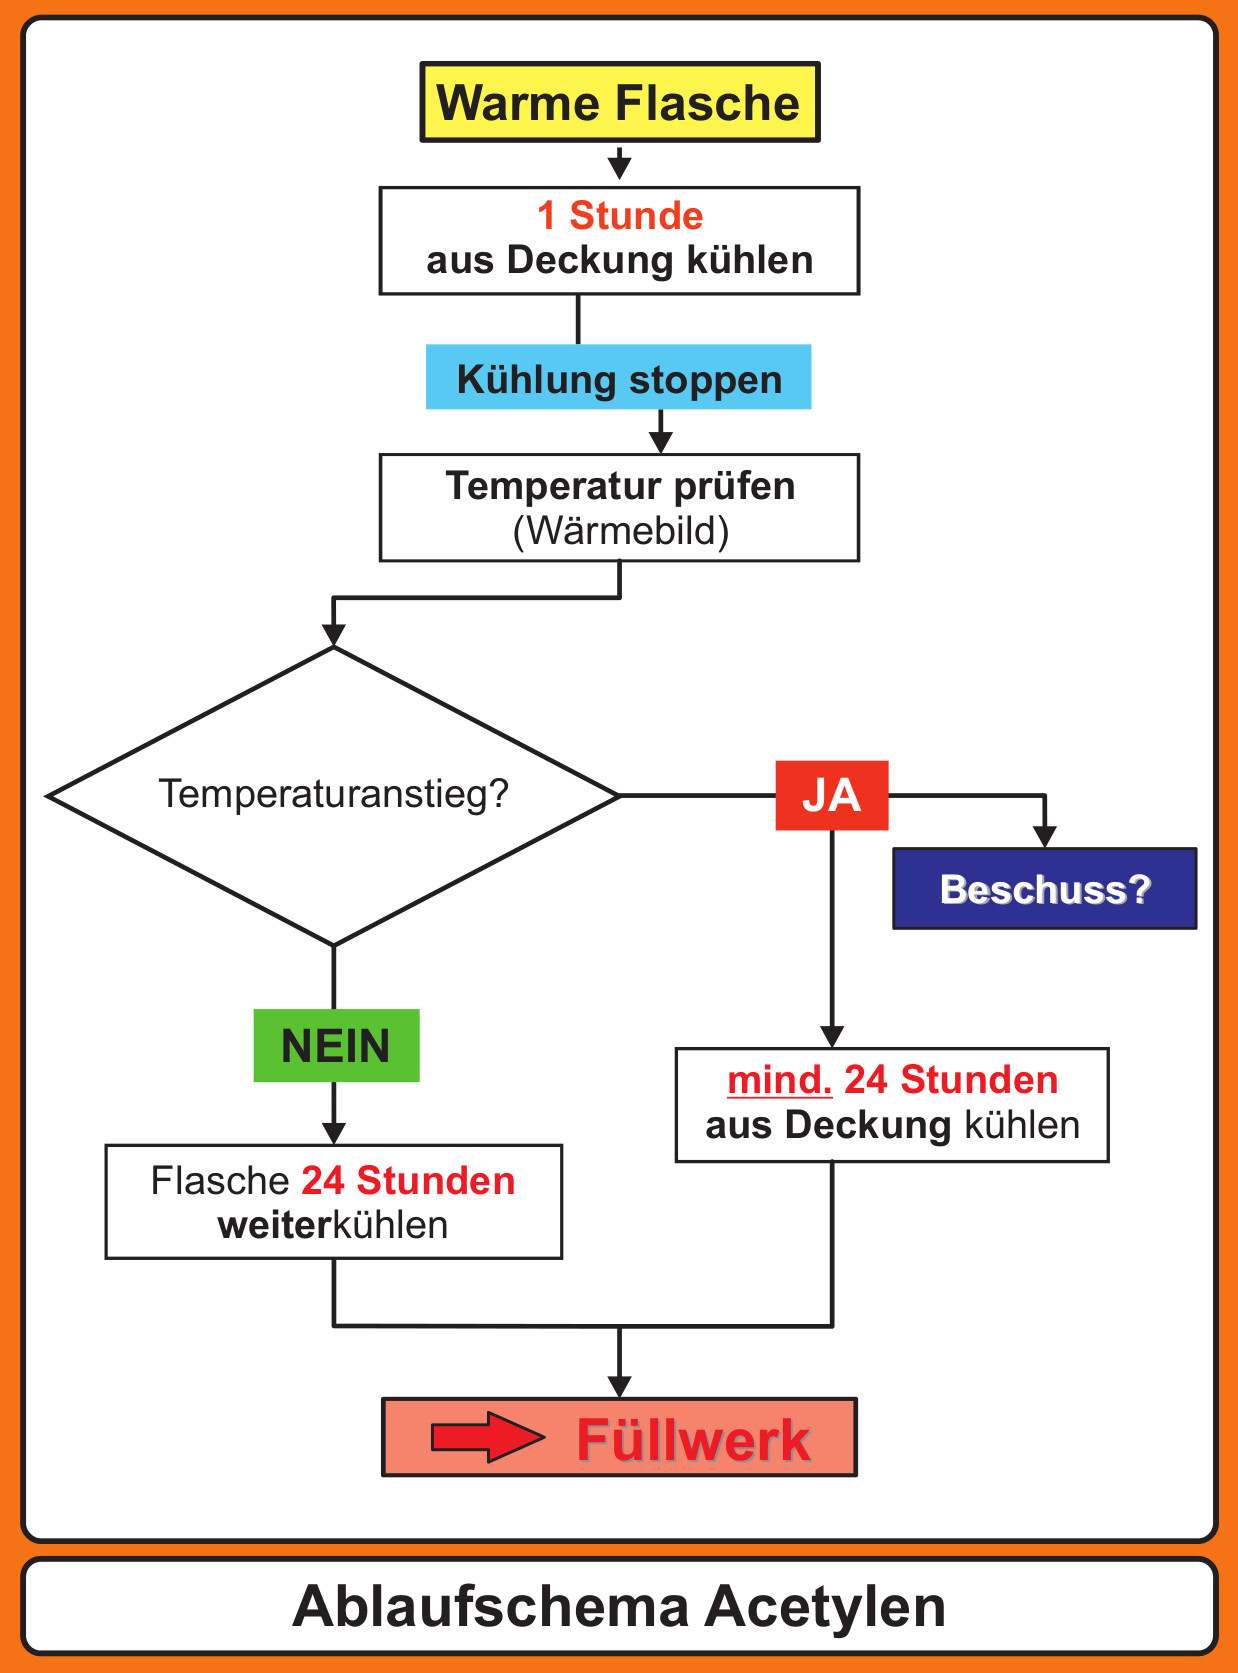 Warme Flasche
1 Stunde
aus Deckung kühlen
Kühlung stoppen
Temperatur prüfen
(Wärmebild)
Temperaturanstieg?
JA
Beschuss?
NEIN
mind. 24 Stunden
aus Deckung kühlen
Flasche 24 Stunden
weiterkühlen
Füllwerk
Ablaufschema Acetylen